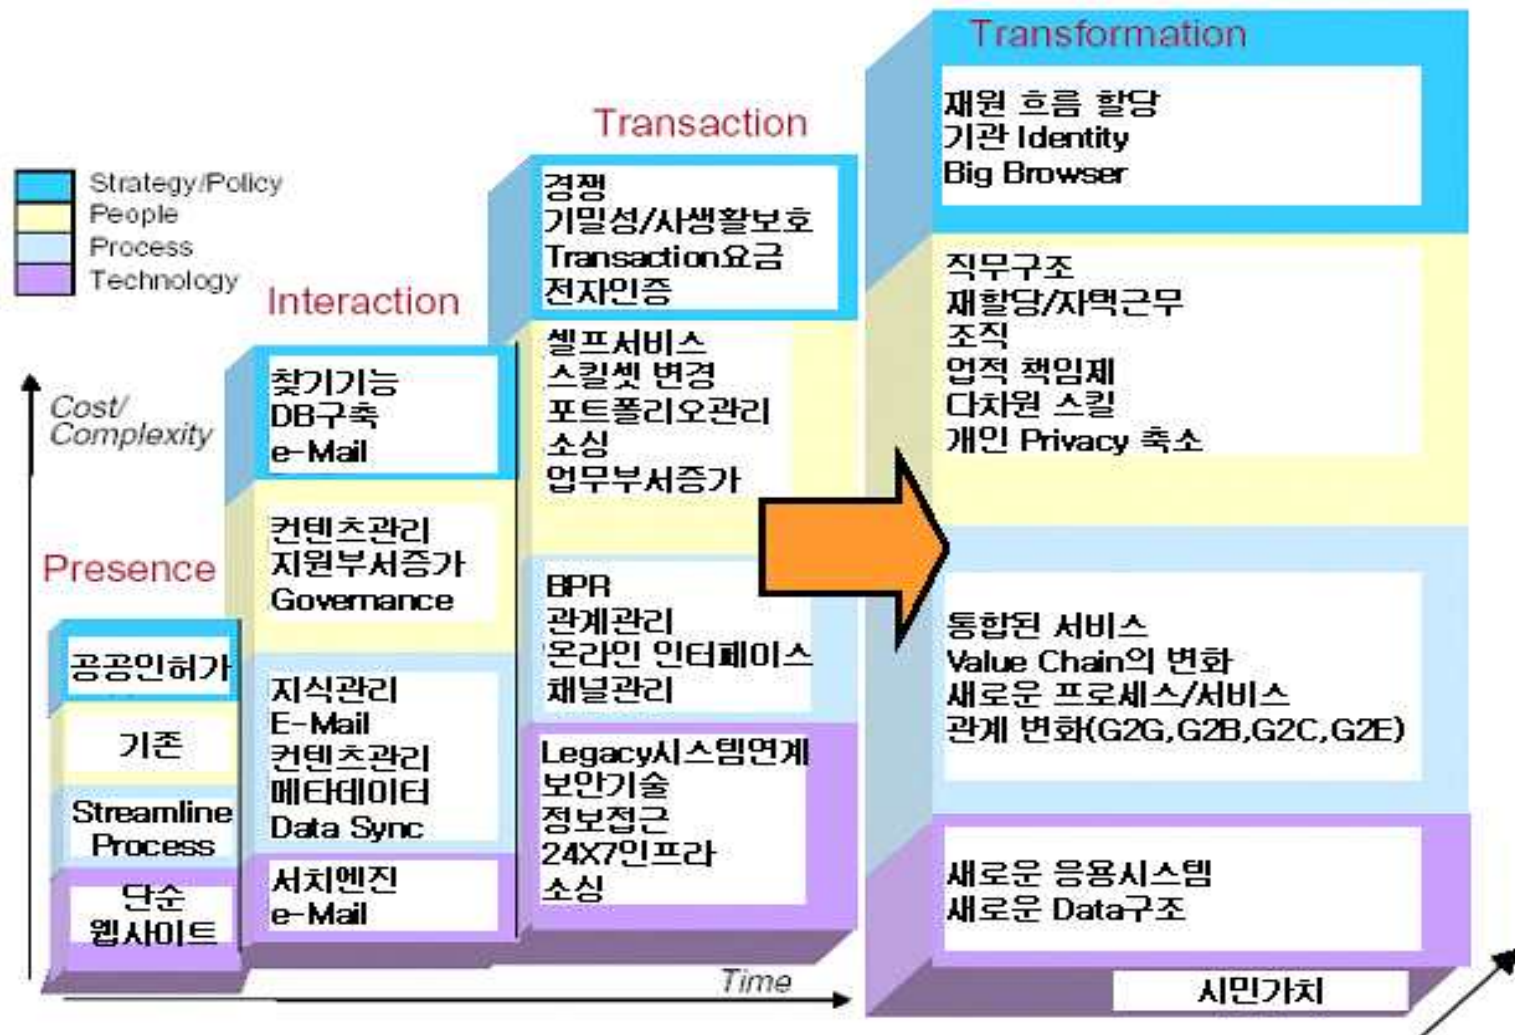 Transformation
재원 흐름 할당
기관 Identity
Big Browser
Transaction
Strategy/Policy
People
Process
Technology
경쟁
기밀성/사생활보호
Transaction요금
전자인증
직무구조
재할당/자택근무
조직
업적 책임제
다차원 스킬
개인 Privacy 축소
Interaction
찾기기능
DB구축
e-Mail
셀프서비스
스킬셋 변경
포트폴리오관리
소싱
업무부서증가
Cost/
Complexity
컨텐츠관리
지원부서증가
Governance
Presence
BPR
관계관리
온라인 인터페이스
채널관리
통합된 서비스
Value Chain의 변화
새로운 프로세스/서비스
관계 변화(G2G,G2B,G2C,G2E)
공공인허가
기존
Streamline
Process
단순
웹사이트
지식관리
E-Mail
컨텐츠관리
메타데이터
Data Sync
서치엔진
e-Mail
Legacy시스템연계
보안기술
정보접근
24X7인프라
소싱
새로운 응용시스템
새로운 Data구조
Time
시민가치